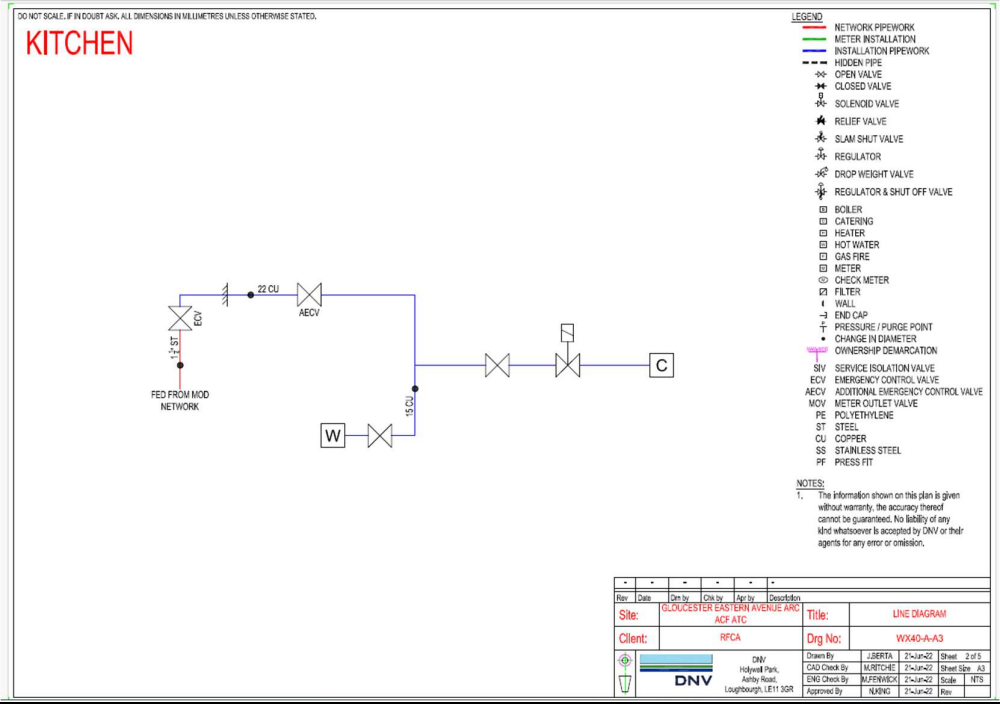 DO NOT SCALE, IF IN DOUBT ASK. ALL DIMENSIONS IN MILLIMETRES UNLESS OTHERWISE STATED.
KITCHEN
LEGEND
NETWORK PIPEWORK
METER INSTALLATION
INSTALLATION PIPEWORK
HIDDEN PIPE
OPEN VALVE
CLOSED VALVE
SOLENOID VALVE
RELIEF VALVE
SLAM SHUT VALVE
REGULATOR
DROP WEIGHT VALVE
REGULATOR & SHUT OFF VALVE
BOILER
CATERING
HEATER
HOT WATER
GAS FIRE
METER
CHECK METER
FILTER
WALL
END CAP
PRESSURE / PURGE POINT
CHANGE IN DIAMETER
OWNERSHIP DEMARCATION
SIV SERVICE ISOLATION VALVE
ECV EMERGENCY CONTROL VALVE
AECV ADDITIONAL EMERGENCY CONTROL VALVE
MOV METER OUTLET VALVE
PE POLYETHYLENE
ST STEEL
CU COPPER
SS STAINLESS STEEL
PF PRESS FIT
22 CU
AECV
ECV
ST
FED FROM MOD
NETWORK
C
15 CU
W
NOTES:
1. The information shown on this plan is given
without warranty, the accuracy thereof
cannot be guaranteed. No liability of any
kind whatsoever is accepted by DNV or their
agents for any error or omission.
- - - - - -
Rev Date Drn by Chk by Apr by Description
Site: GLOUCESTER EASTERN AVENUE ARC
ACF ATC
Title: LINE DIAGRAM
Client: RFCA
Drg No: WX40-A-A3
DNV
DNV
Holywell Park,
Ashby Road,
Loughbourgh, LE11 3GR
Drawn By J.BERTA 21-Jun-22 Sheet 2 of 5
CAD Check By M.RITCHIE 21-Jun-22 Sheet Size A3
ENG Check By M.FENWICK 21-Jun-22 Scale NTS
Approved By N.KING 21-Jun-22 Rev